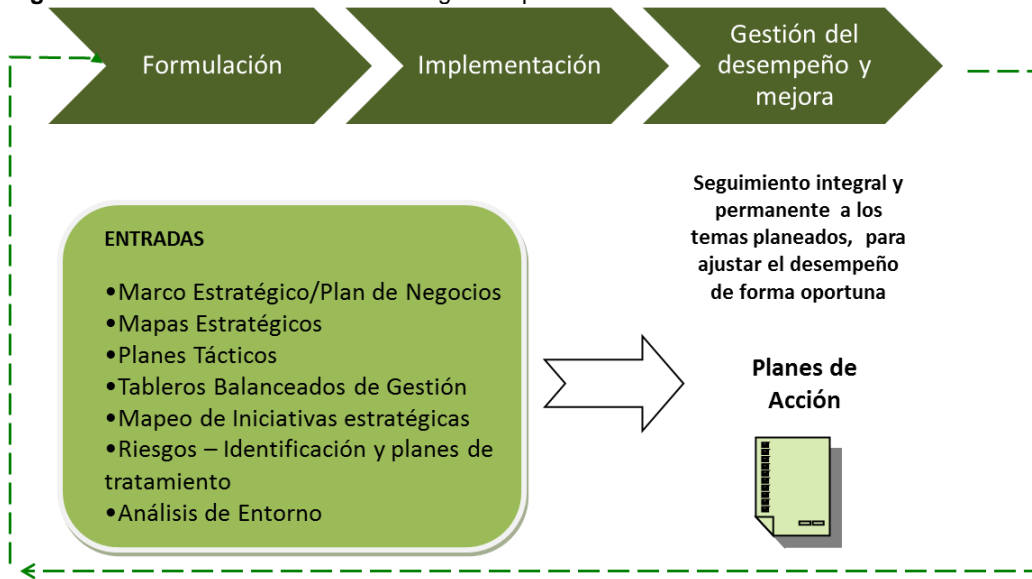 Formulación
Implementación
Gestión del
desempeño y
mejora
ENTRADAS
•Marco Estratégico/Plan de Negocios
•Mapas Estratégicos
•Planes Tácticos
•Tableros Balanceados de Gestión
•Mapeo de Iniciativas estratégicas
•Riesgos – Identificación y planes de
tratamiento
•Análisis de Entorno
Seguimiento integral y
permanente a los
temas planeados, para
ajustar el desempeño
de forma oportuna
Planes de
Acción